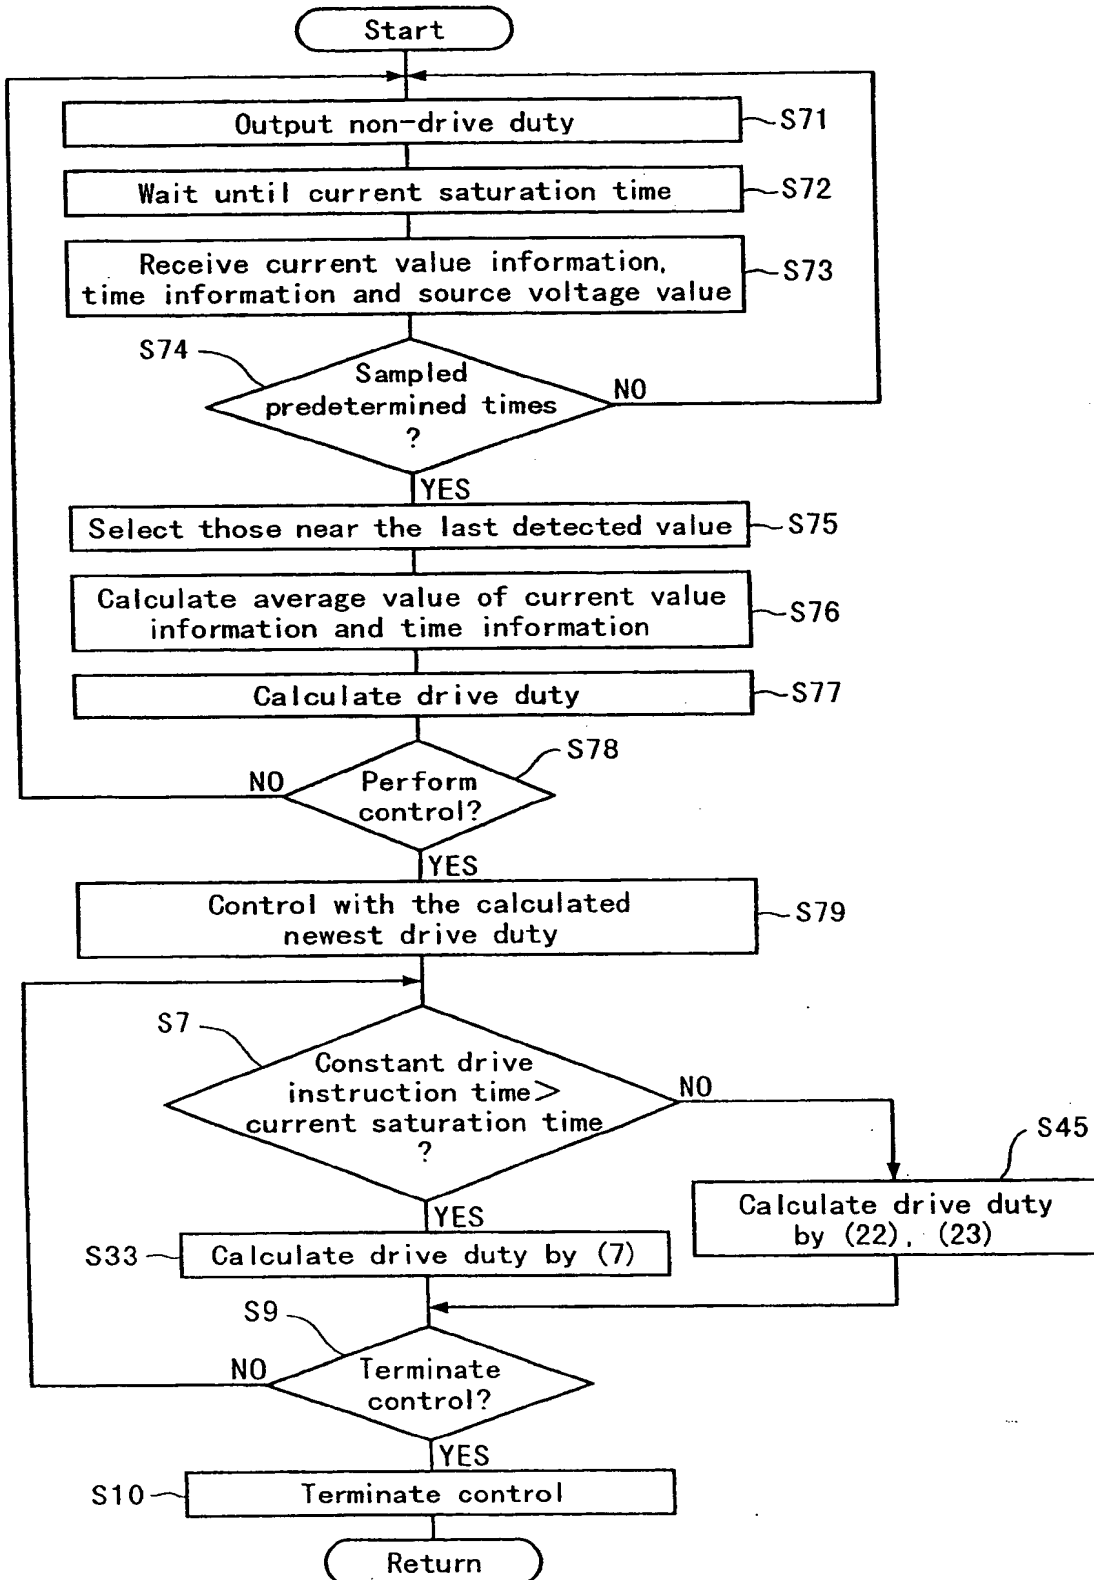 Start
Output non-drive duty
S71
Wait until current saturation time
S72
Receive current value information,
time information and source voltage value
S73
S74
Sampled
predetermined times
?
NO
YES
Select those near the last detected value
S75
Calculate average value of current value
information and time information
S76
Calculate drive duty
S77
S78
Perform
control?
NO
YES
Control with the calculated
newest drive duty
S79
S7
Constant drive
instruction time>
current saturation time
?
NO
YES
S45
Calculate drive duty
by (22), (23)
S33
Calculate drive duty by (7)
S9
Terminate
control?
NO
YES
S10
Terminate control
Return